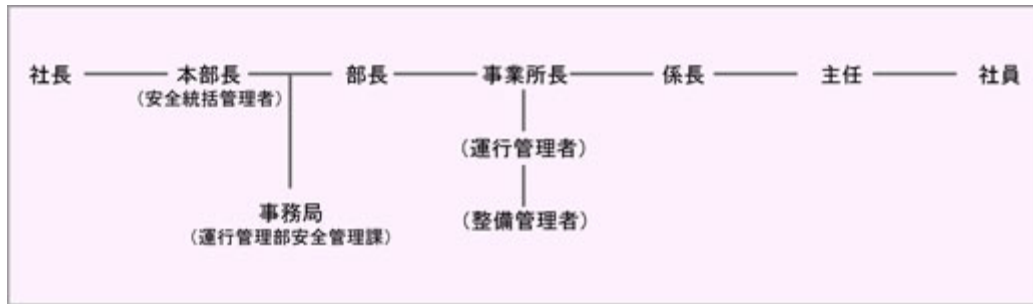 社長 本部長 部長 事業所長 係長 主任 社員
(安全統括管理者)
(運行管理者)
事務局
(整備管理者)
(運行管理部安全管理課)